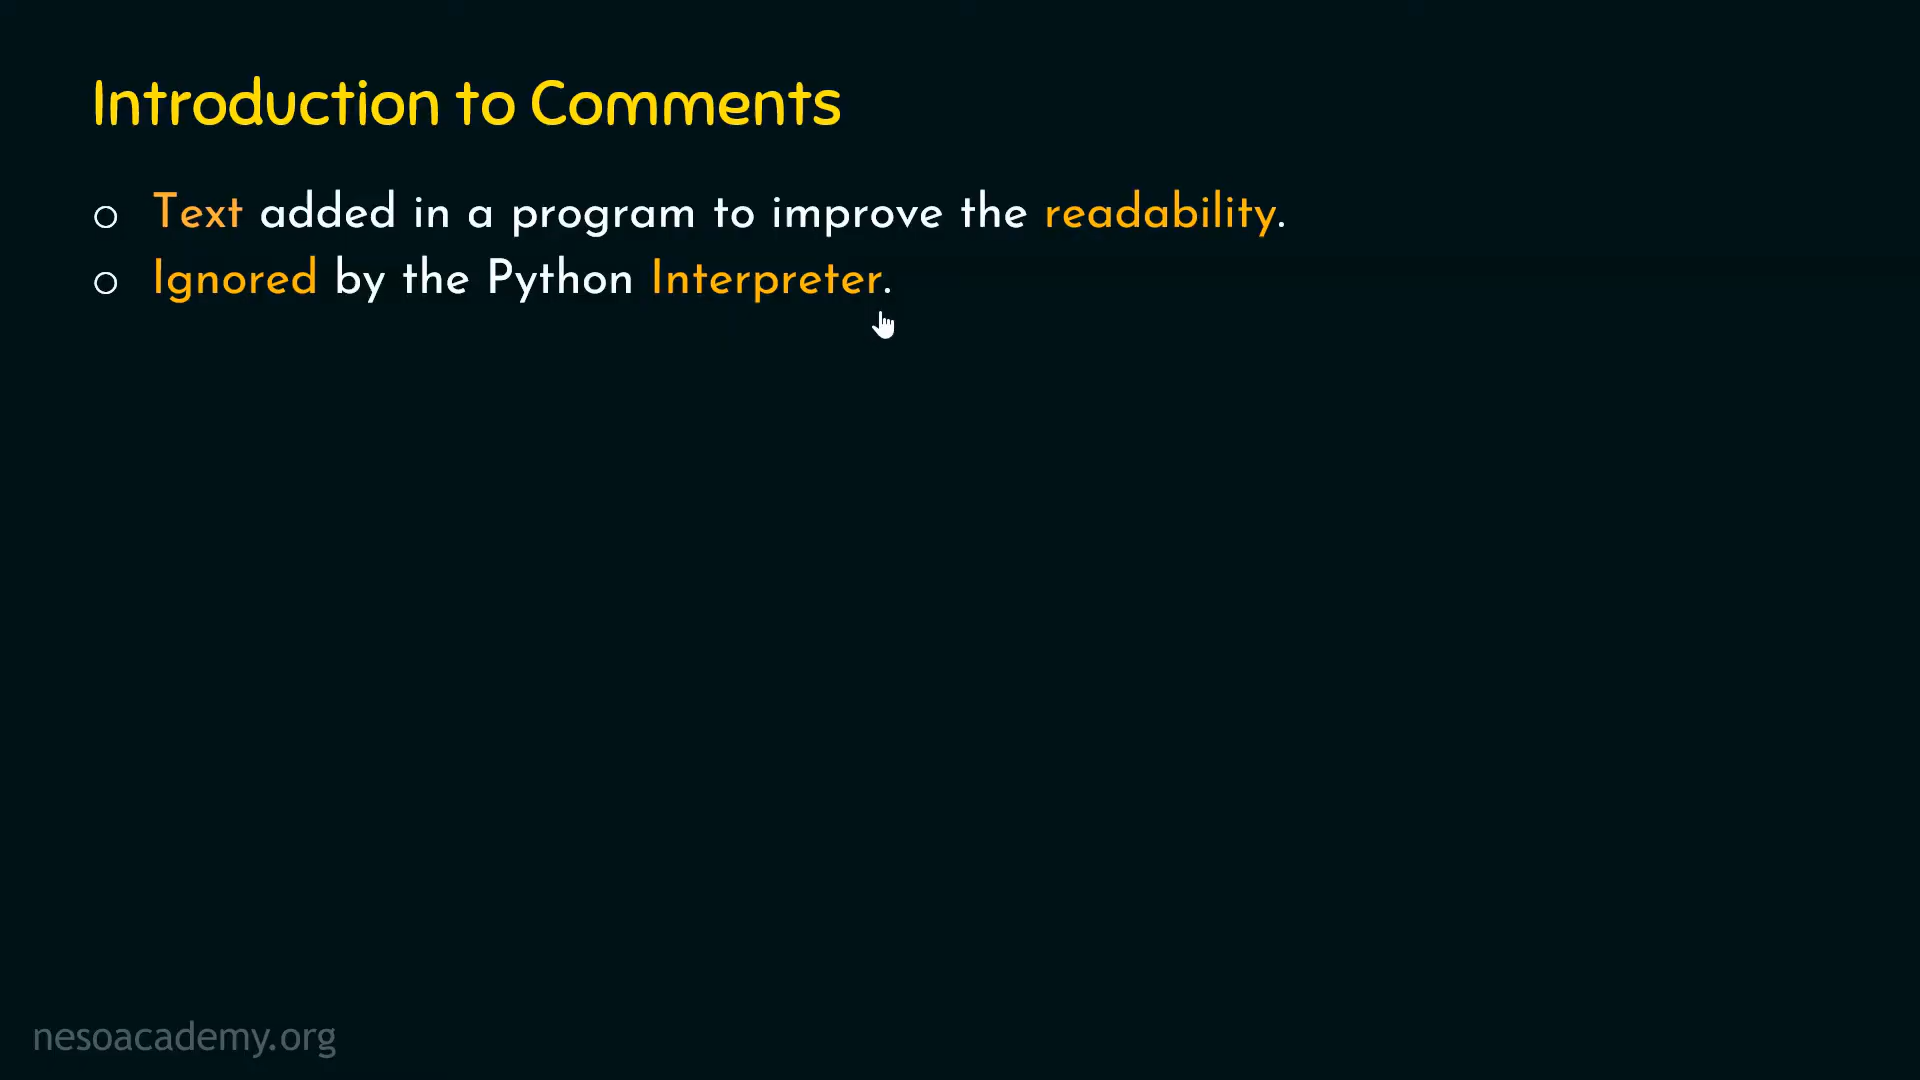 Introduction to Comments
Text added in a program to improve the readability.
Ignored by the Python Interpreter.
nesoacademy.org